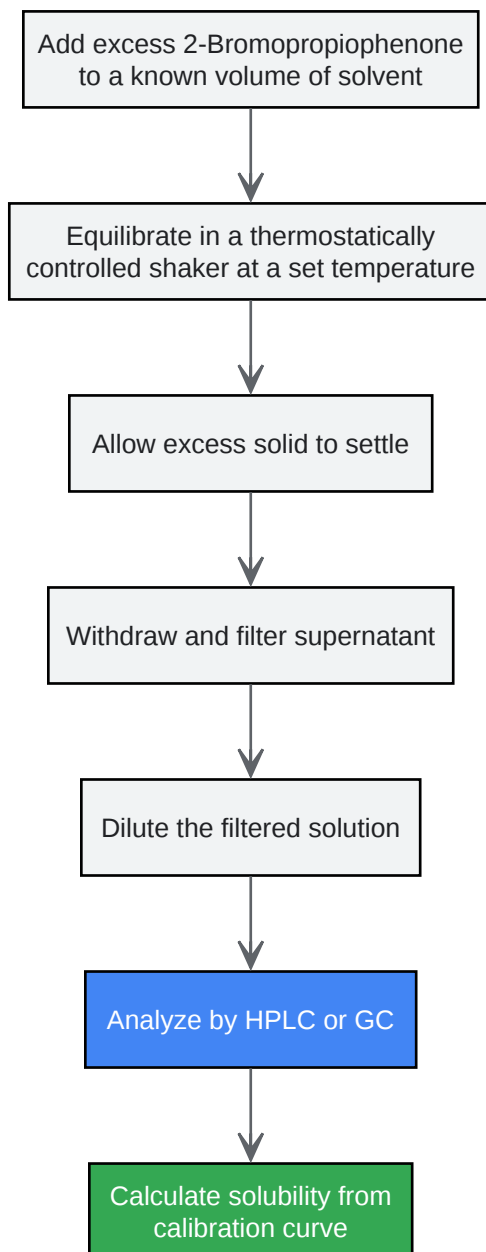 Add excess 2-Bromopropiophenone
to a known volume of solvent
Equilibrate in a thermostatically
controlled shaker at a set temperature
Allow excess solid to settle
Withdraw and filter supernatant
Dilute the filtered solution
Analyze by HPLC or GC
Calculate solubility from
calibration curve